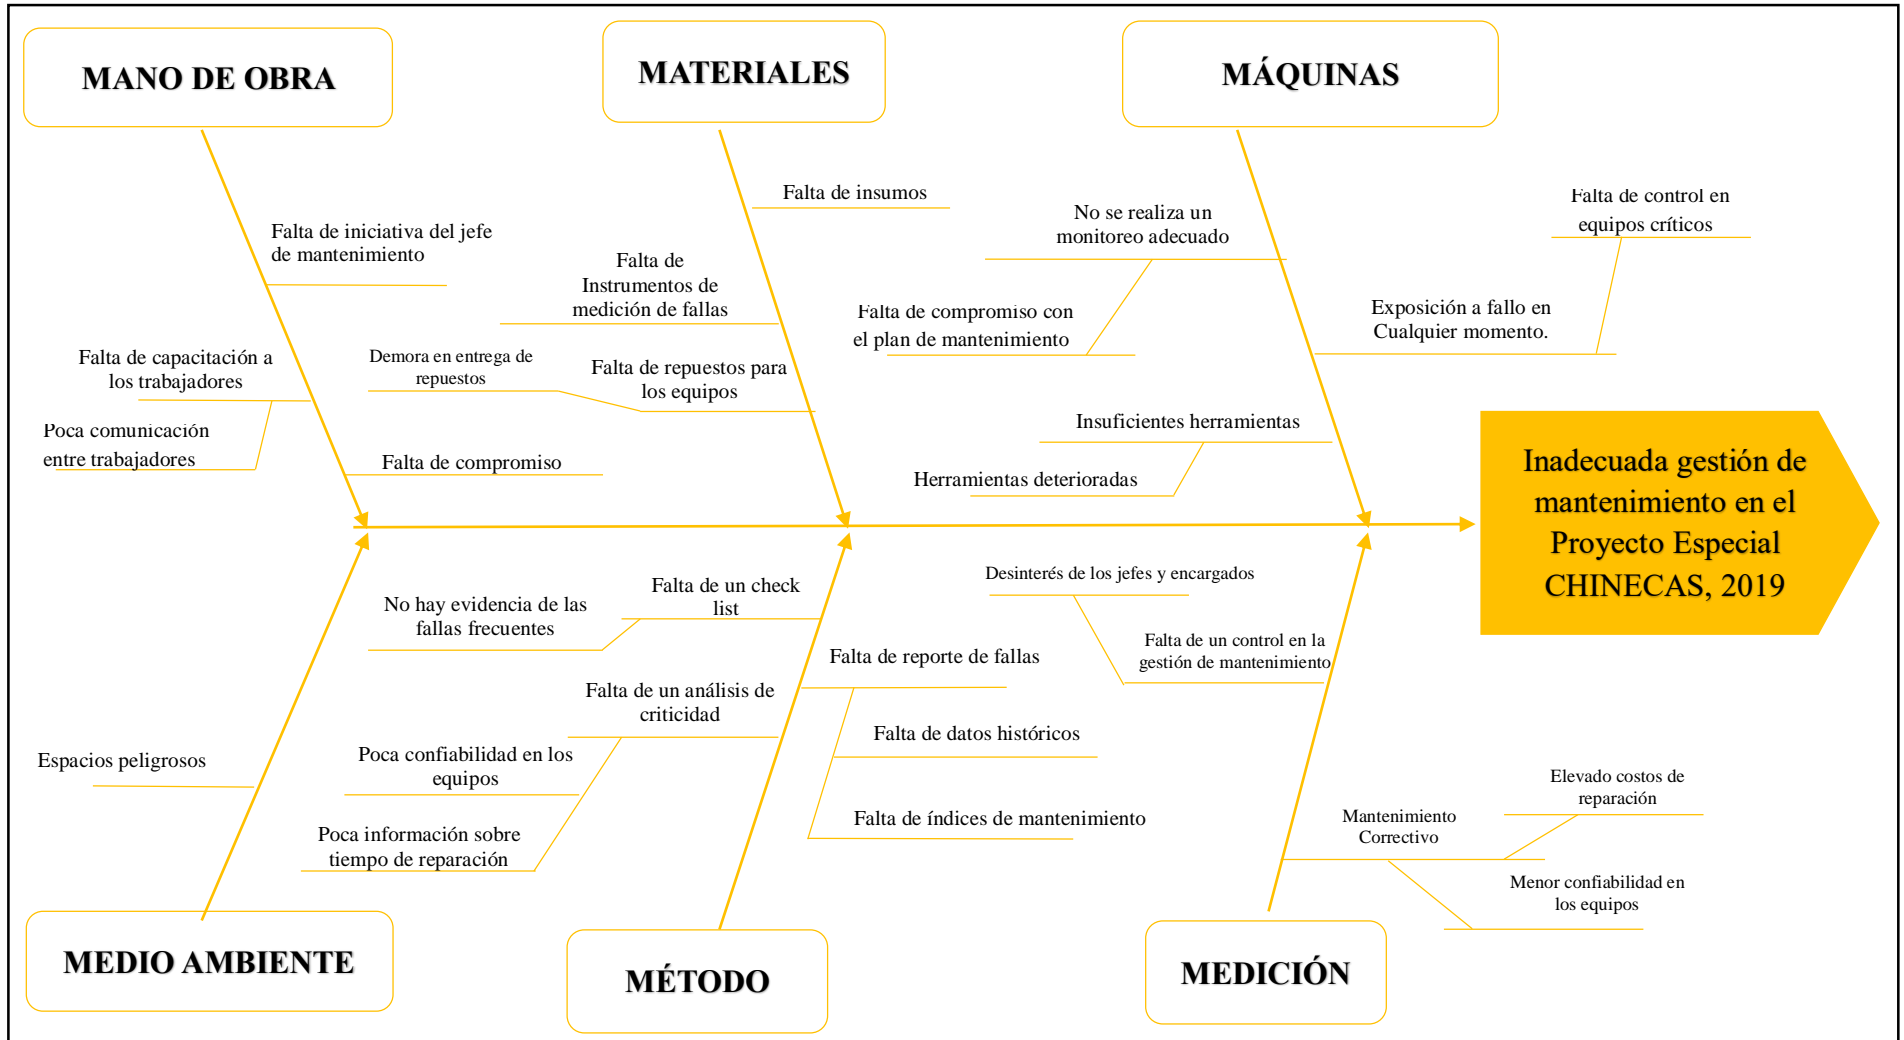 MANO DE OBRA
MATERIALES
MÁQUINAS
Falta de iniciativa del jefe
de mantenimiento
Falta de capacitación a
los trabajadores
Poca comunicación
entre trabajadores
Falta de compromiso
Falta de insumos
Falta de
Instrumentos de
medición de fallas
Demora en entrega de
repuestos
Falta de repuestos para
los equipos
No se realiza un
monitoreo adecuado
Falta de compromiso con
el plan de mantenimiento
Falta de control en
equipos críticos
Exposición a fallo en
Cualquier momento.
Insuficientes herramientas
Herramientas deterioradas
Inadecuada gestión de
mantenimiento en el
Proyecto Especial
CHINECAS, 2019
Espacios peligrosos
Falta de un check
list
No hay evidencia de las
fallas frecuentes
Falta de reporte de fallas
Falta de un análisis de
criticidad
Falta de datos históricos
Poca confiabilidad en los
equipos
Falta de índices de mantenimiento
Poca información sobre
tiempo de reparación
Desinterés de los jefes y encargados
Falta de un control en la
gestión de mantenimiento
Elevado costos de
reparación
Mantenimiento
Correctivo
Menor confiabilidad en
los equipos
MEDIO AMBIENTE
MÉTODO
MEDICIÓN